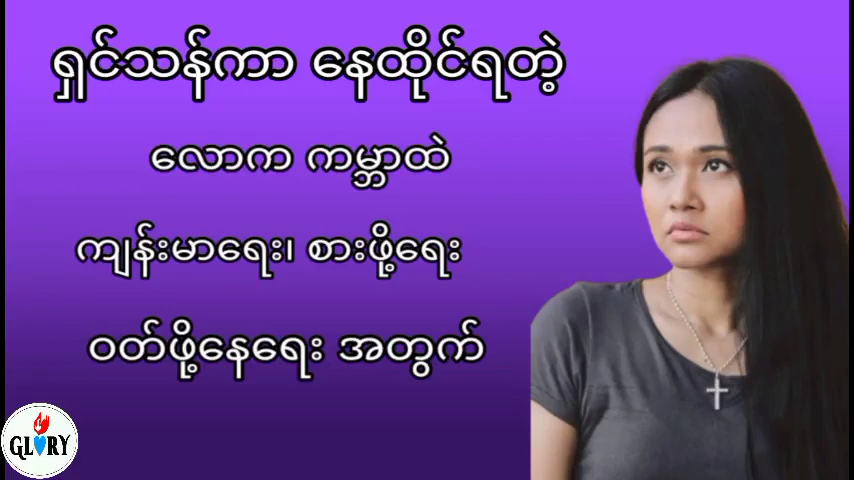 ရှင်သန်ကာ နေထိုင်ရတဲ့
လောက ကမ္ဘာထဲ
ကျန်းမာရေး၊ စားဖို့ရေး
ဝတ်ဖို့နေရေး အတွက်
GLORY